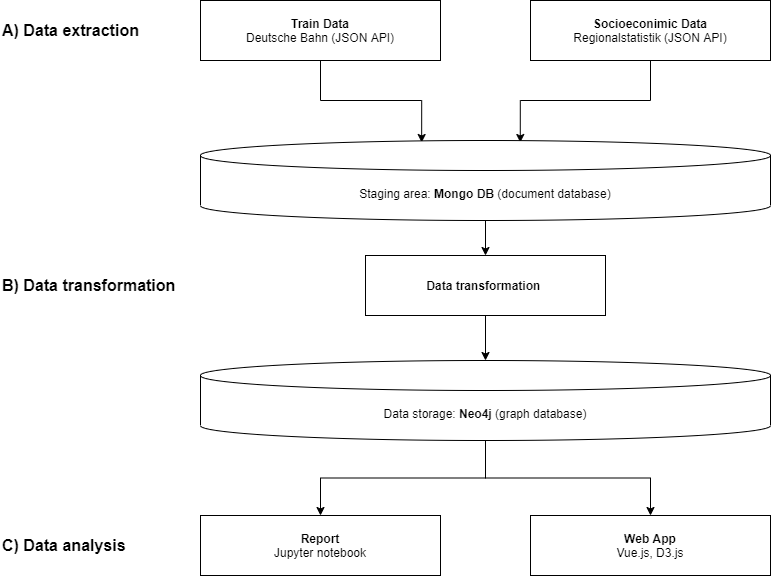 A) Data extraction
Train Data
Deutsche Bahn (JSON API)
Socioeconimic Data
Regionalstatistik (JSON API)
Staging area: Mongo DB (document database)
B) Data transformation
Data transformation
Data storage: Neo4j (graph database)
C) Data analysis
Report
Jupyter notebook
Web App
Vue.js, D3.js